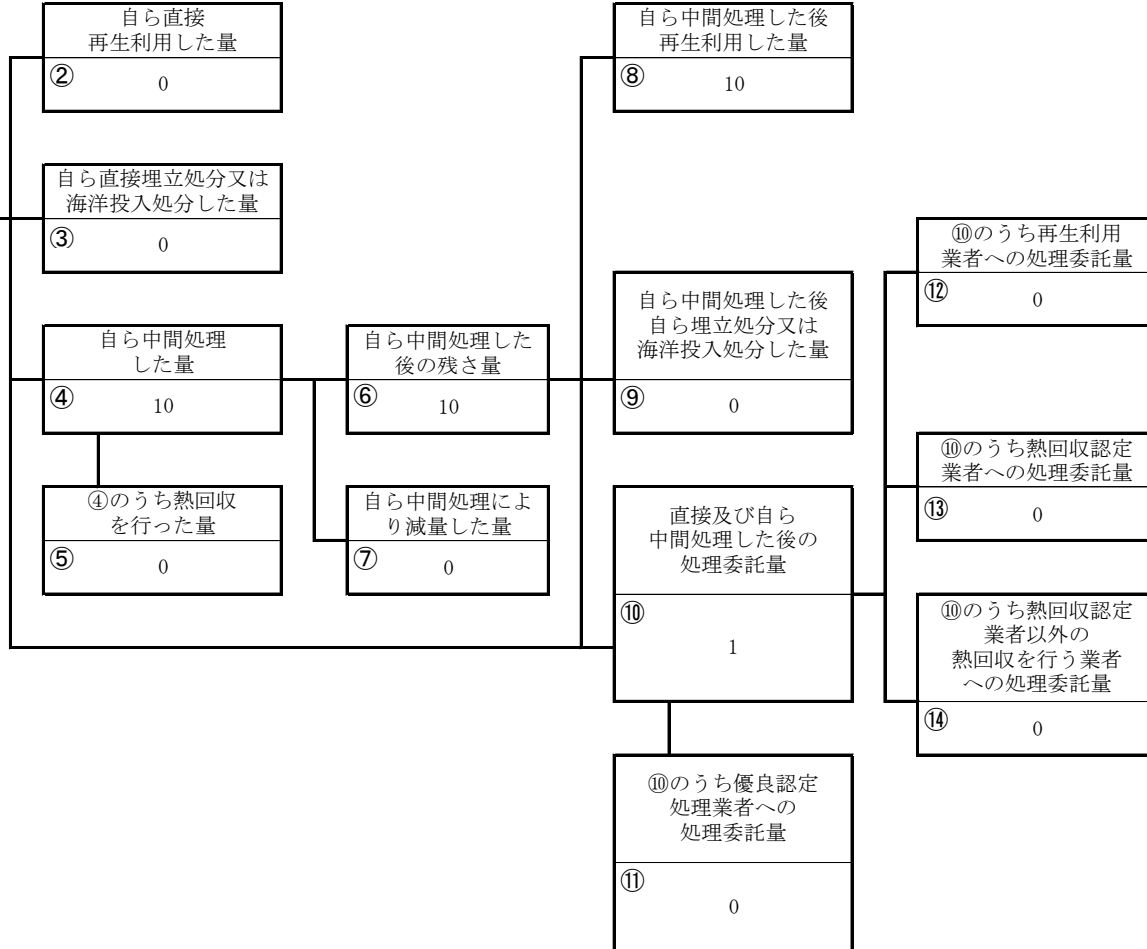 自ら直接
再生利用した量
②
0
自ら中間処理した後
再生利用した量
⑧
10
自ら直接埋立処分又は
海洋投入処分した量
③
0
⑩のうち再生利用
業者への処理委託量
⑫
0
自ら中間処理した後
自ら埋立処分又は
海洋投入処分した量
⑨
0
自ら中間処理
した量
④
10
自ら中間処理した
後の残さ量
⑥
10
⑩のうち熱回収認定
業者への処理委託量
⑬
0
④のうち熱回収
を行った量
⑤
0
自ら中間処理によ
り減量した量
⑦
0
直接及び自ら
中間処理した後の
処理委託量
⑩
1
⑩のうち熱回収認定
業者以外の
熱回収を行う業者
への処理委託量
⑭
0
⑩のうち優良認定
処理業者への
処理委託量
⑪
0